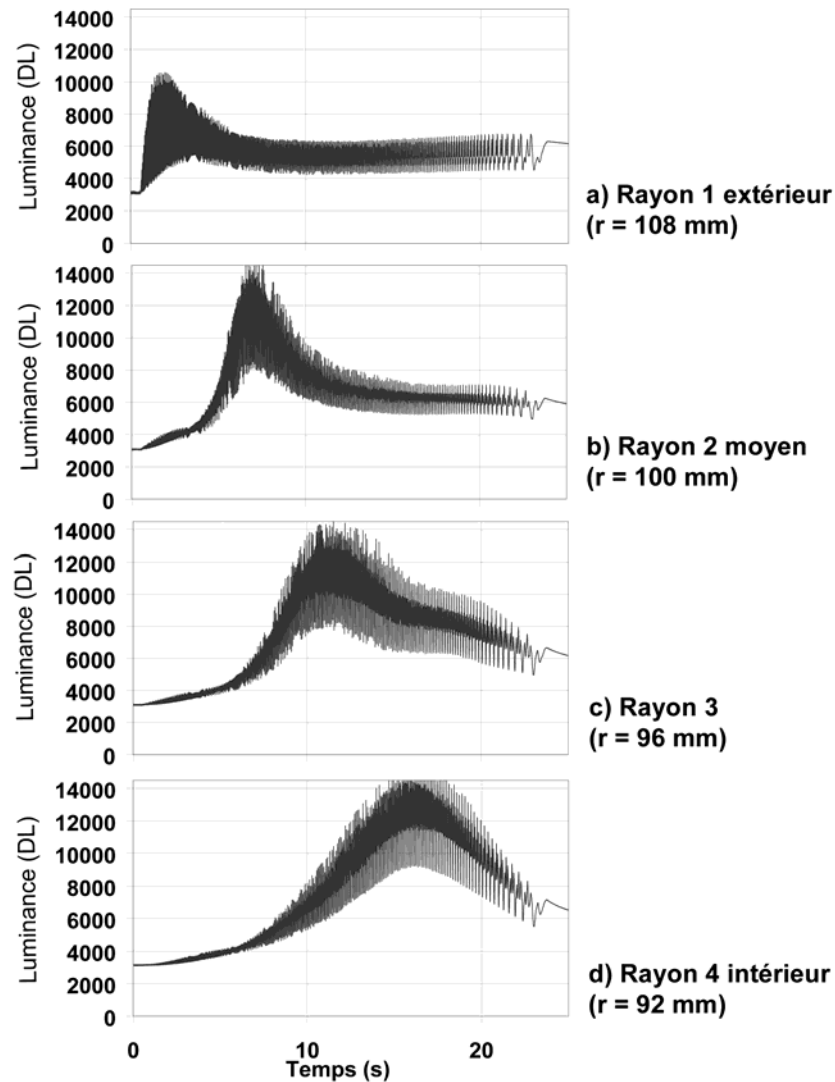 14000
12000
10000
8000
6000
4000
2000
0
Luminance (DL)
a) Rayon 1 extérieur
(r = 108 mm)
14000
12000
10000
8000
6000
4000
2000
0
Luminance (DL)
b) Rayon 2 moyen
(r = 100 mm)
14000
12000
10000
8000
6000
4000
2000
0
Luminance (DL)
c) Rayon 3
(r = 96 mm)
14000
12000
10000
8000
6000
4000
2000
0
Luminance (DL)
d) Rayon 4 intérieur
(r = 92 mm)
0 10 20
Temps (s)